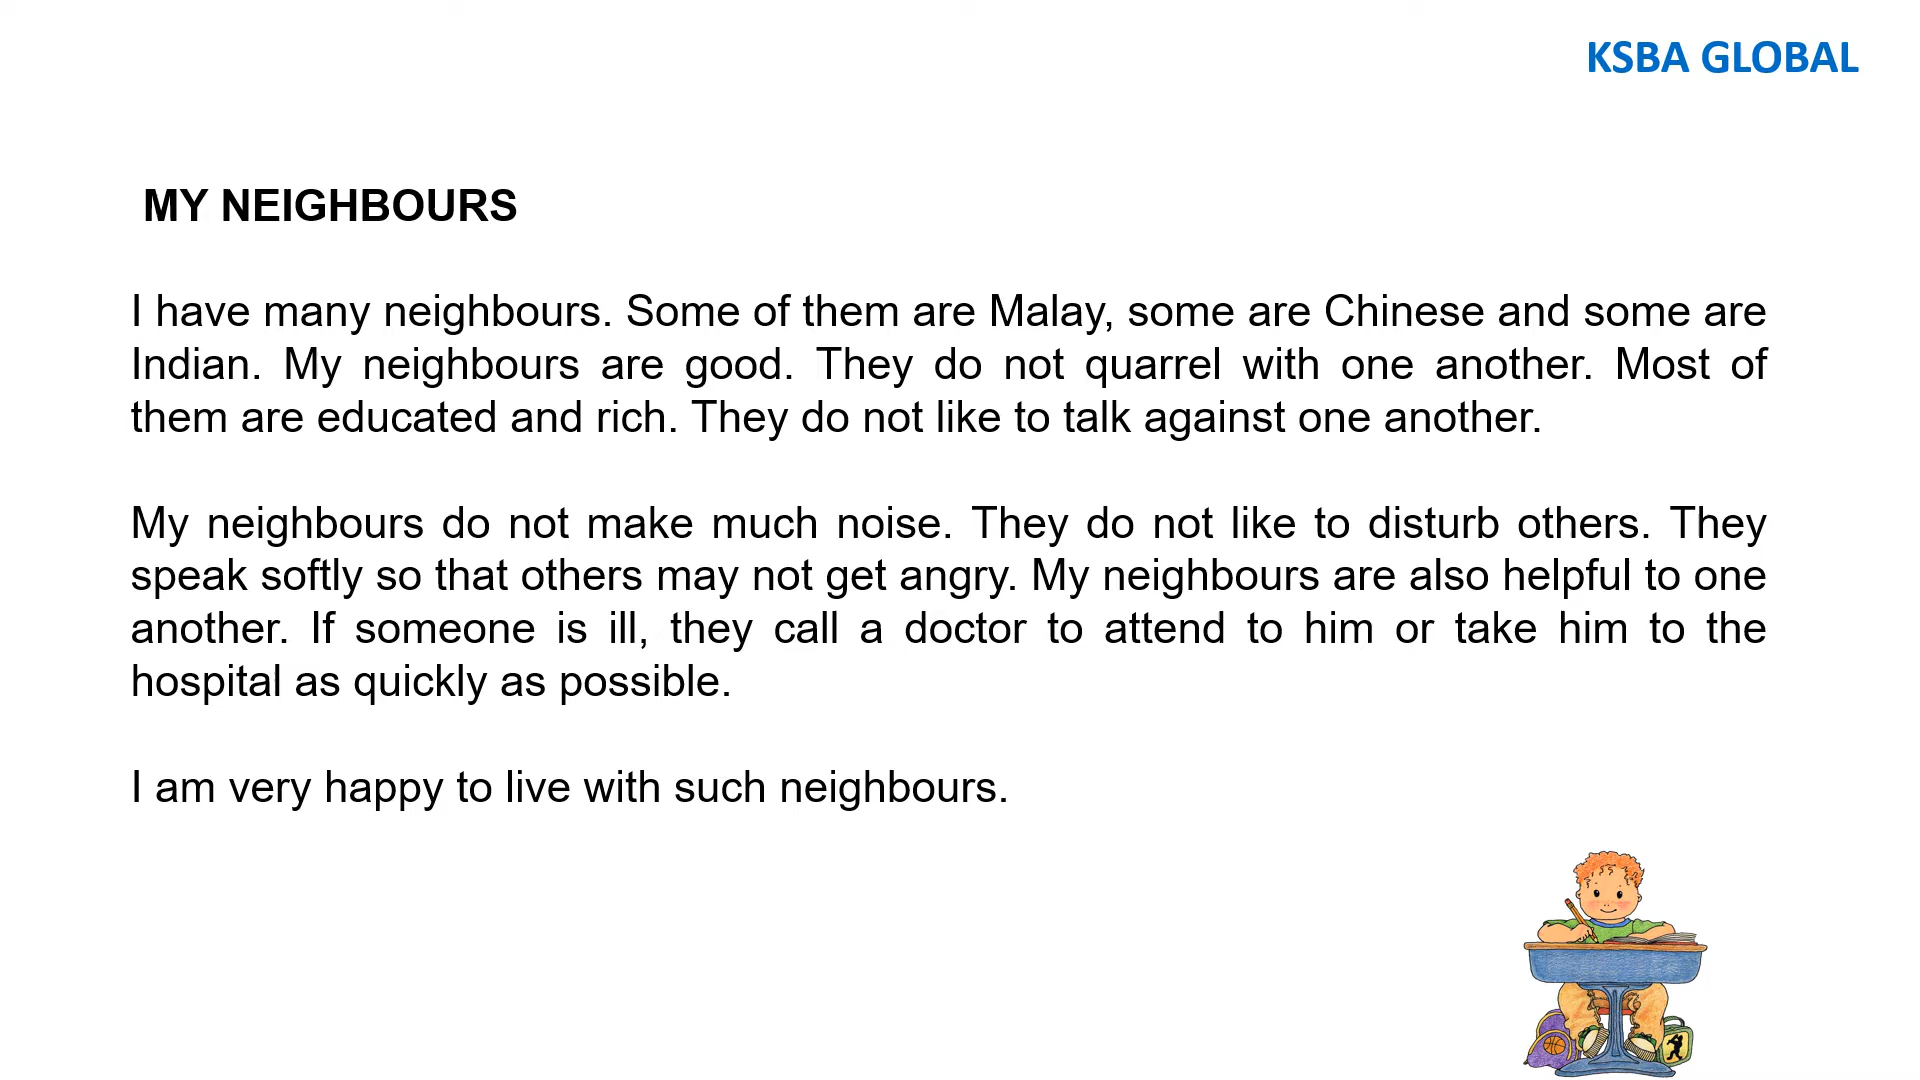 KSBA GLOBAL
MY NEIGHBOURS
I have many neighbours. Some of them are Malay, some are Chinese and some are
Indian. My neighbours are good. They do not quarrel with one another. Most of
them are educated and rich. They do not like to talk against one another.
My neighbours do not make much noise. They do not like to disturb others. They
speak softly so that others may not get angry. My neighbours are also helpful to one
another. If someone is ill, they call a doctor to attend to him or take him to the
hospital as quickly as possible.
I am very happy to live with such neighbours.